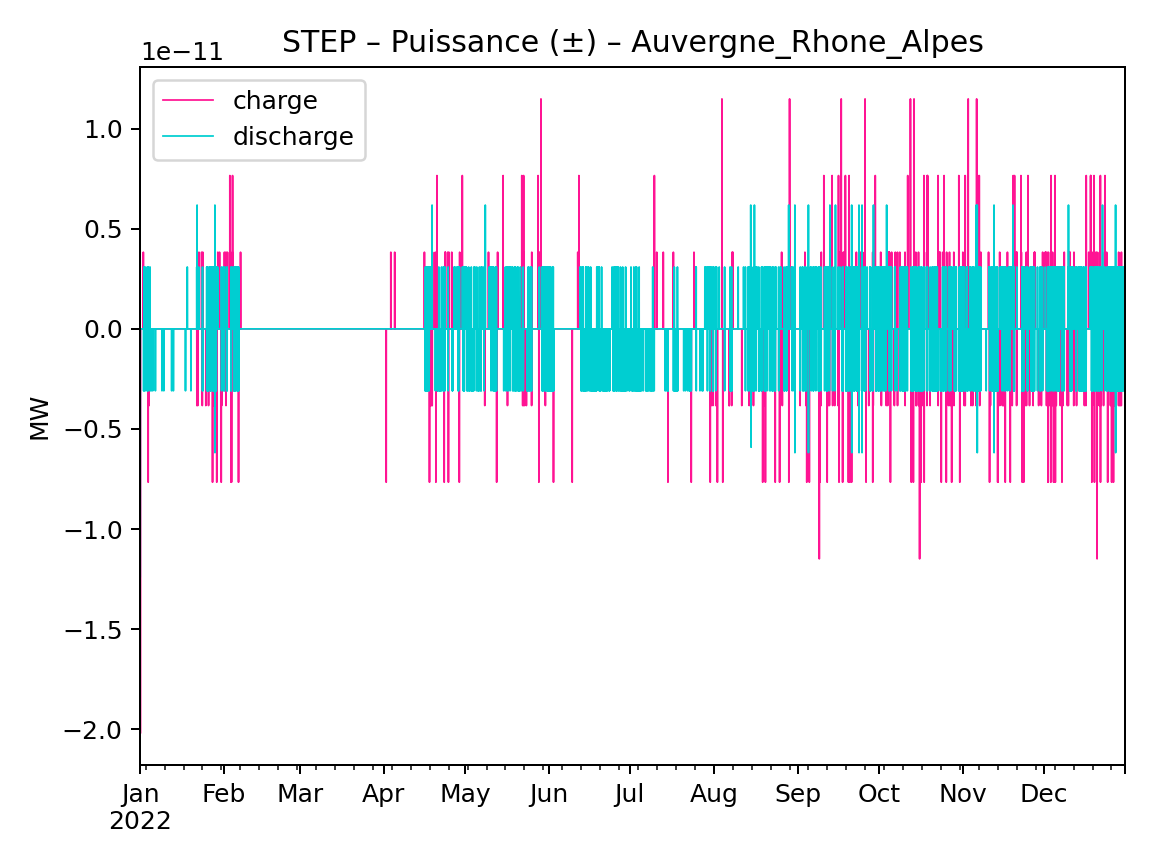 STEP – Puissance (±) – Auvergne_Rhone_Alpes
1e−11
charge
discharge
1.0
0.5
0.0
−0.5
−1.0
−1.5
−2.0
MW
Jan Feb Mar Apr May Jun Jul Aug Sep Oct Nov Dec
2022